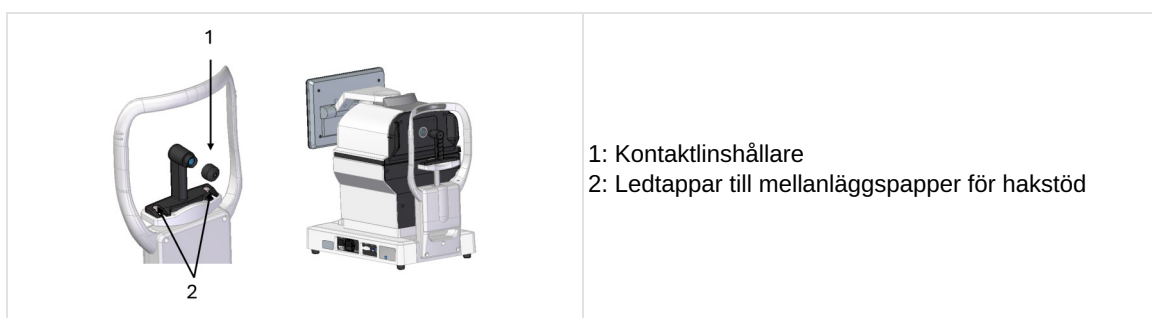 1
2
1: Kontaktlinshållare
2: Ledtappar till mellanläggspapper för hakstöd